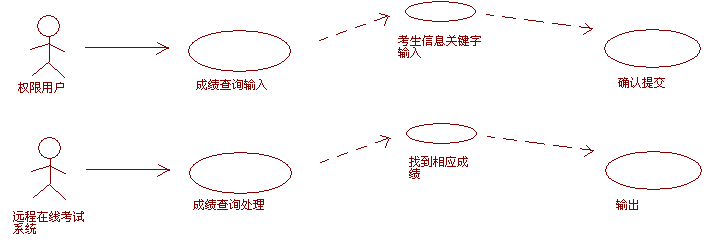 考生信息关键字
输入
权限用户
成绩查询输入
确认提交
找到相应成
绩
远程在线考试
系统
成绩查询处理
输出